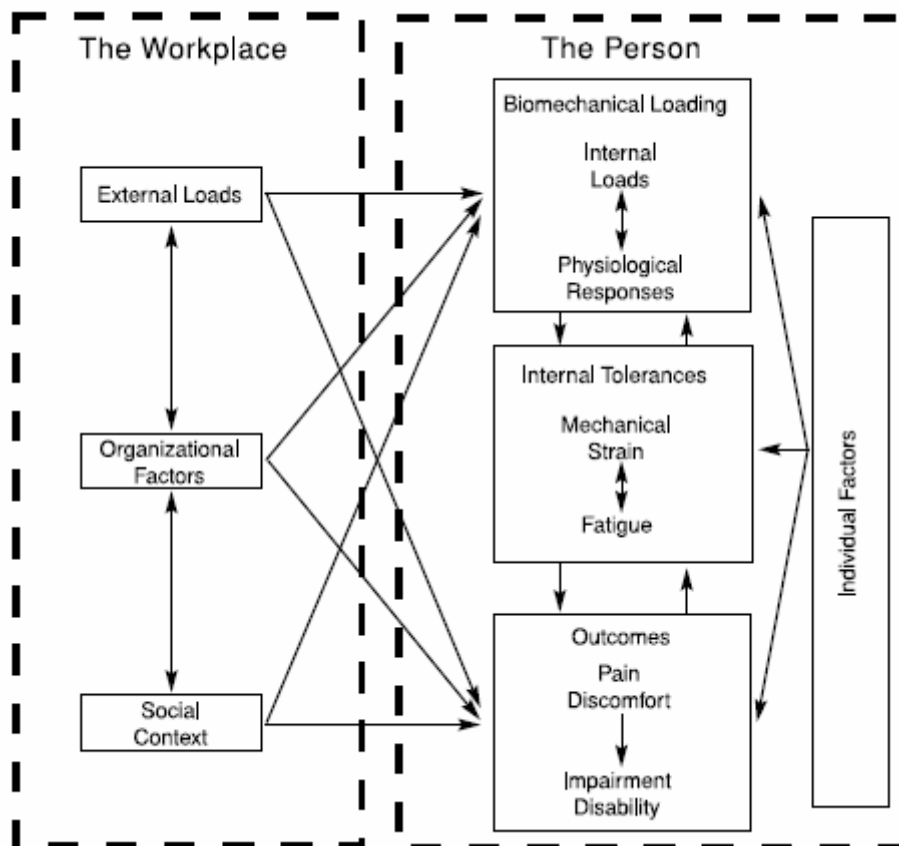 The Workplace
External Loads
Organizational
Factors
Social
Context
The Person
Biomechanical Loading
Internal
Loads
Physiological
Responses
Internal Tolerances
Mechanical
Strain
Fatigue
Outcomes
Pain
Discomfort
Impairment
Disability
Individual Factors